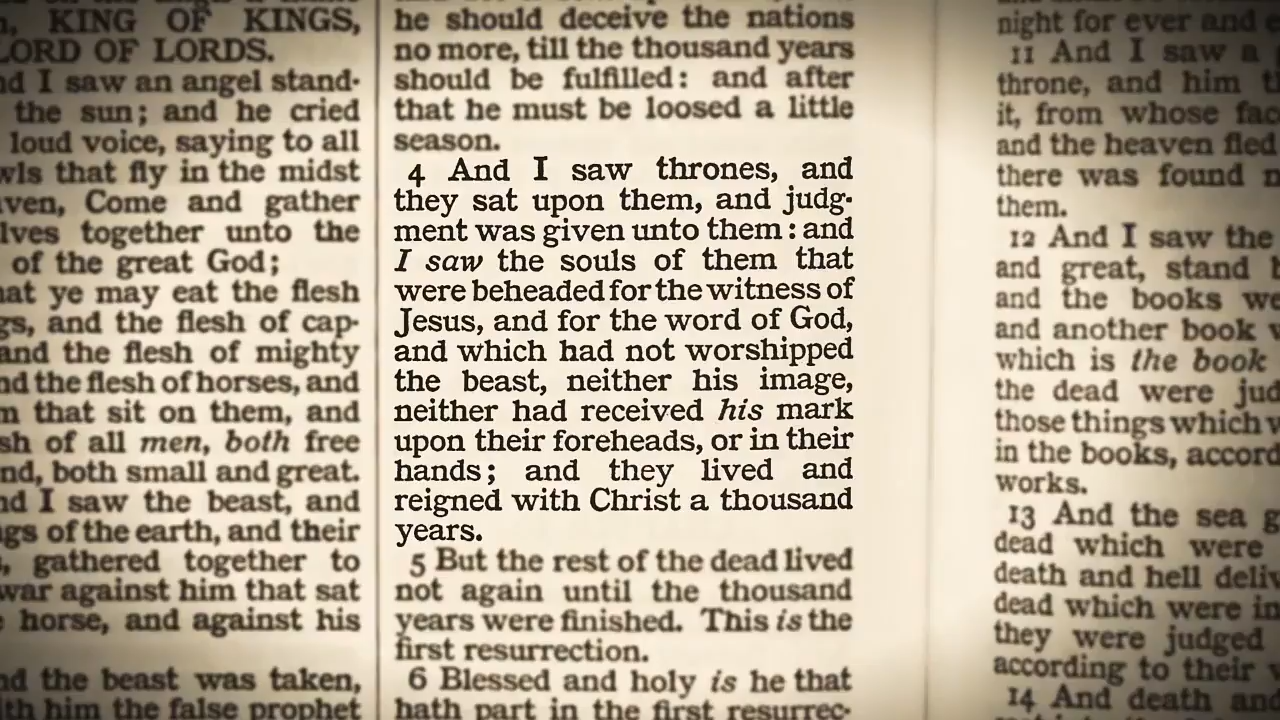 KING OF KINGS,
LORD OF LORDS.
I saw an angel stand-
the sun; and he cried
loud voice, saying to all
that fly in the midst
Come and gather
together unto the
of the great God;
ye may eat the flesh
and the flesh of cap-
and the flesh of mighty
the flesh of horses, and
that sit on them, and
of all men, both free
both small and great.
I saw the beast, and
of the earth, and their
gathered together to
war against him that sat
horse, and against his
the beast was taken,
him the false prophet
he should deceive the nations
no more, till the thousand years
should be fulfilled: and after
that he must be loosed a little
season.
4 And I saw thrones, and
they sat upon them, and judg-
ment was given unto them: and
I saw the souls of them that
were beheaded for the witness of
Jesus, and for the word of God,
and which had not worshipped
the beast, neither his image,
neither had received his mark
upon their foreheads, or in their
hands; and they lived and
reigned with Christ a thousand
years.
5 But the rest of the dead lived
not again until the thousand
years were finished. This is the
first resurrection.
6 Blessed and holy is he that
hath part in the first resurrec-
night for ever and
11 And I saw a
throne, and him
it, from whose
and the heaven fled
there was found
them.
12 And I saw the
and great, stand
and the books
and another book
which is the book
the dead were
those things which
in the books,
works.
13 And the sea
dead which were
death and hell
dead which were
they were judged
according to their
14 And death